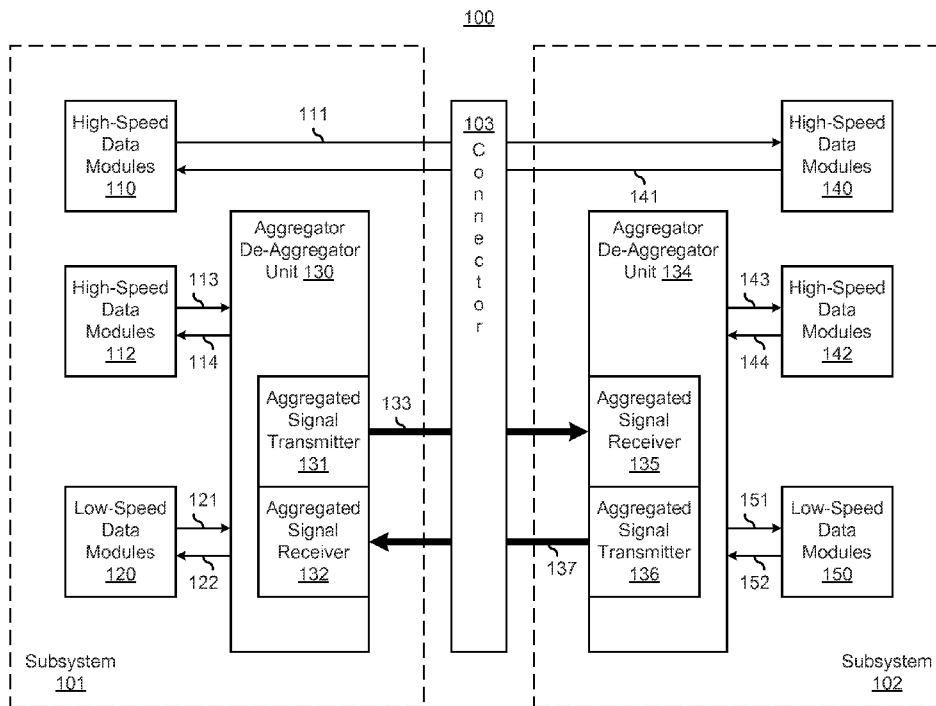 100
High-Speed
Data
Modules
110
111
103
C
o
n
n
e
c
t
o
r
141
High-Speed
Data
Modules
140
High-Speed
Data
Modules
112
113
114
Aggregator
De-Aggregator
Unit 130
Aggregator
De-Aggregator
Unit 134
143
144
High-Speed
Data
Modules
142
Aggregated
Signal
Transmitter
131
133
Aggregated
Signal
Receiver
135
Low-Speed
Data
Modules
120
121
122
Aggregated
Signal
Receiver
132
137
Aggregated
Signal
Transmitter
136
151
152
Low-Speed
Data
Modules
150
Subsystem
101
Subsystem
102